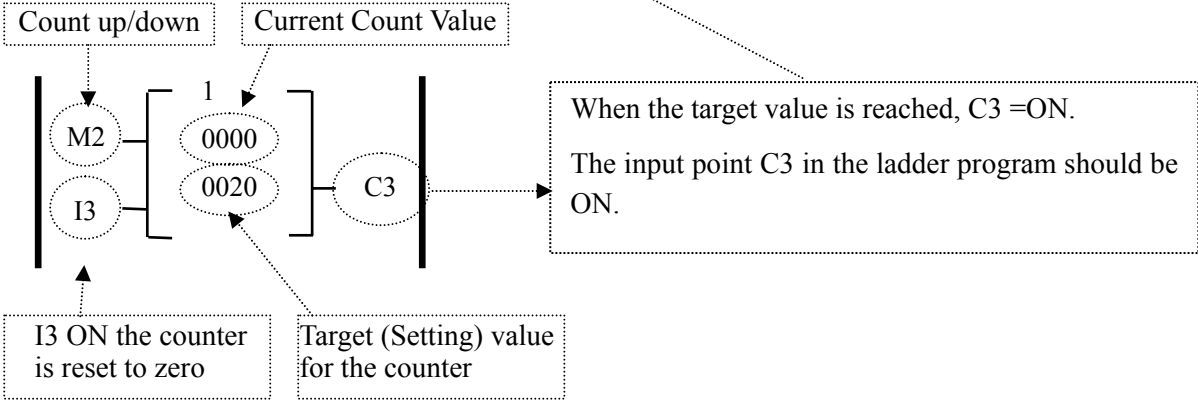 Count up/down
Current Count Value
1
M2
0000
0020
I3
C3
When the target value is reached, C3 =ON.
The input point C3 in the ladder program should be
ON.
I3 ON the counter
is reset to zero
Target (Setting) value
for the counter